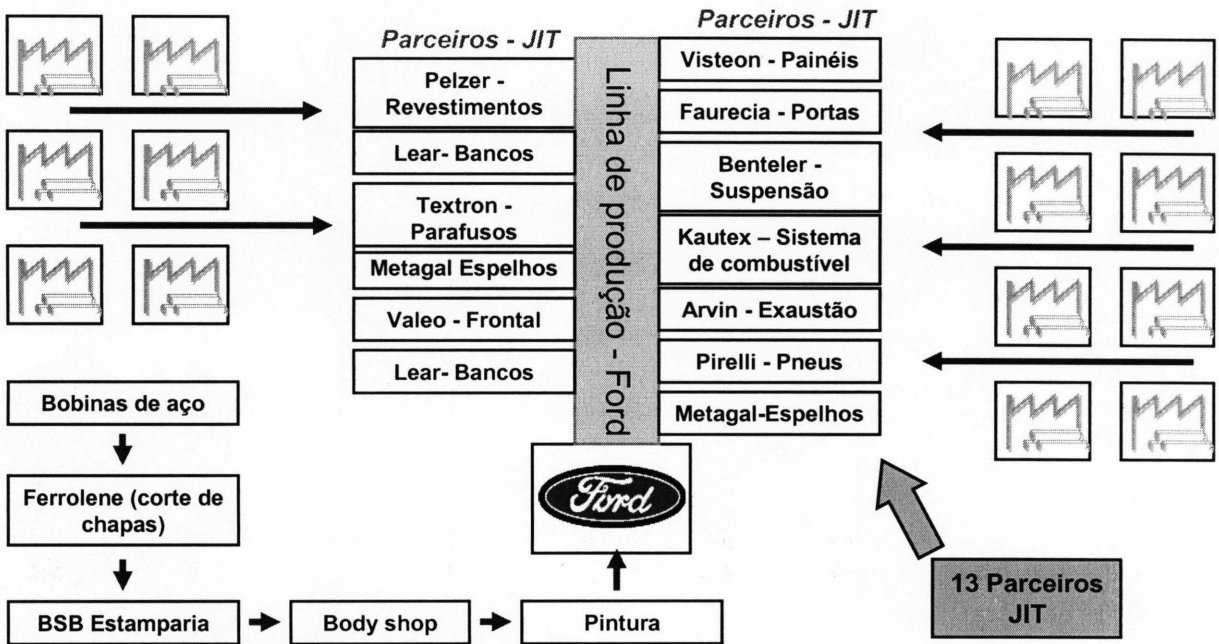 Parceiros - JIT
Pelzer -
Revestimentos
Lear- Bancos
Textron -
Parafusos
Metagal Espelhos
Valeo - Frontal
Lear- Bancos
Linha de produção - Ford
Parceiros - JIT
Visteon - Painéis
Faurecia - Portas
Benteler -
Suspensão
Kautex – Sistema
de combustível
Arvin - Exaustão
Pirelli - Pneus
Metagal-Espelhos
Bobinas de aço
Ferrolene (corte de
chapas)
BSB Estamparia
Body shop
Pintura
Ford
13 Parceiros
JIT